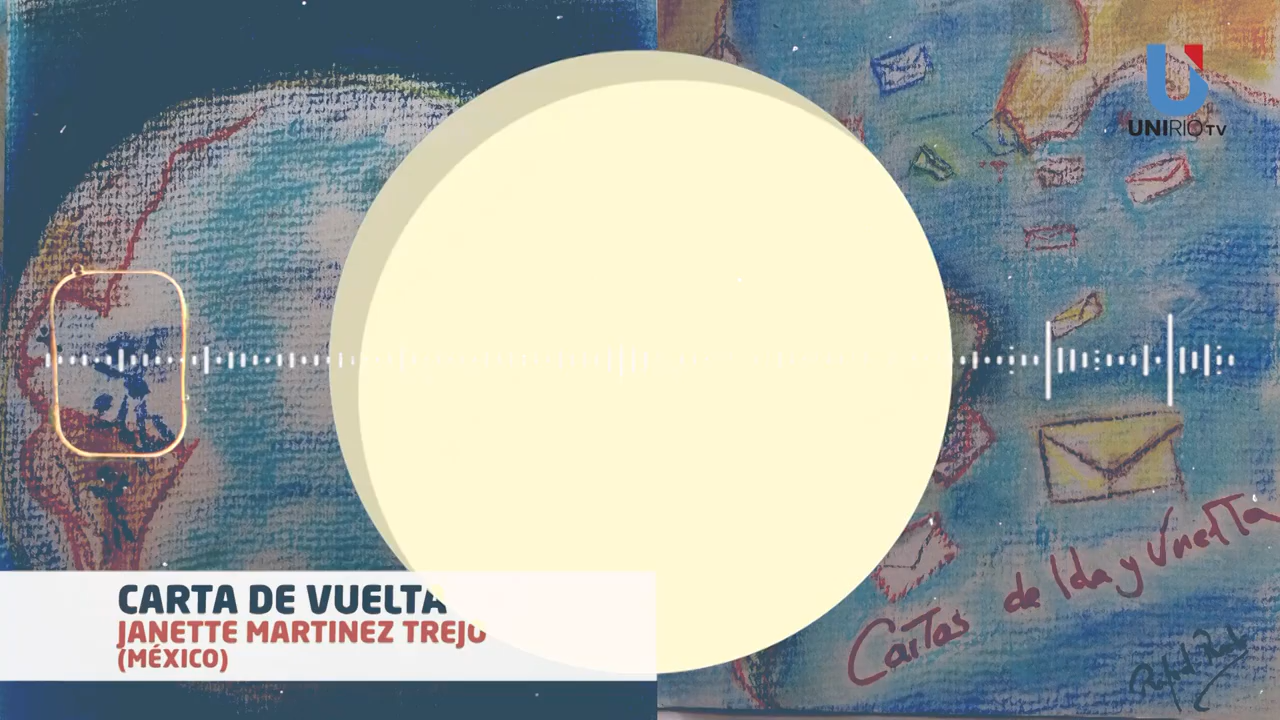 UNIRIO TV
CARTA DE VUELTA
JANETTE MARTINEZ TREJO
(MÉXICO)
Cartas de Ida y Vuelta